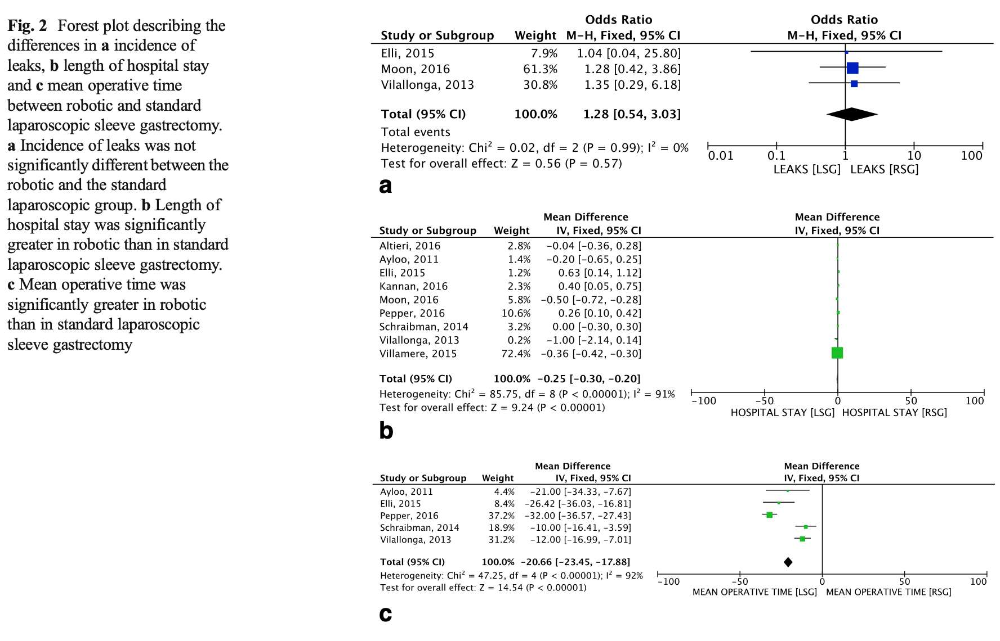 Fig. 2 Forest plot describing the
differences in a incidence of
leaks, b length of hospital stay
and c mean operative time
between robotic and standard
laparoscopic sleeve gastrectomy.
a Incidence of leaks was not
significantly different between the
robotic and the standard
laparoscopic group. b Length of
hospital stay was significantly
greater in robotic than in standard
laparoscopic sleeve gastrectomy.
c Mean operative time was
significantly greater in robotic
than in standard laparoscopic
sleeve gastrectomy
Odds Ratio Odds Ratio
Study or Subgroup Weight M-H, Fixed, 95% CI M-H, Fixed, 95% CI
Elli, 2015 7.9% 1.04 [0.04, 25.80]
Moon, 2016 61.3% 1.28 [0.42, 3.86]
Vilallonga, 2013 30.8% 1.35 [0.29, 6.18]
Total (95% CI) 100.0% 1.28 [0.54, 3.03]
Total events
Heterogeneity: Chi² = 0.02, df = 2 (P = 0.99); I² = 0%
Test for overall effect: Z = 0.56 (P = 0.57)
0.01 0.1 1 10 100
LEAKS [LSG] LEAKS [RSG]
a
Mean Difference Mean Difference
Study or Subgroup Weight IV, Fixed, 95% CI IV, Fixed, 95% CI
Altieri, 2016 2.8% -0.04 [-0.36, 0.28]
Ayloo, 2011 1.4% -0.20 [-0.65, 0.25]
Elli, 2015 1.2% 0.63 [0.14, 1.12]
Kannan, 2016 2.3% 0.40 [0.05, 0.75]
Moon, 2016 5.8% -0.50 [-0.72, -0.28]
Pepper, 2016 10.6% 0.26 [0.10, 0.42]
Schraibman, 2014 3.2% 0.00 [-0.30, 0.30]
Vilallonga, 2013 0.2% -1.00 [-2.14, 0.14]
Villamere, 2015 72.4% -0.36 [-0.42, -0.30]
Total (95% CI) 100.0% -0.25 [-0.30, -0.20]
Heterogeneity: Chi² = 85.75, df = 8 (P < 0.00001); I² = 91%
Test for overall effect: Z = 9.24 (P < 0.00001)
-100 -50 0 50 100
HOSPITAL STAY [LSG] HOSPITAL STAY [RSG]
b
Mean Difference Mean Difference
Study or Subgroup Weight IV, Fixed, 95% CI IV, Fixed, 95% CI
Ayloo, 2011 4.4% -21.00 [-34.33, -7.67]
Elli, 2015 8.4% -26.42 [-36.03, -16.81]
Pepper, 2016 37.2% -32.00 [-36.57, -27.43]
Schraibman, 2014 18.9% -10.00 [-16.41, -3.59]
Vilallonga, 2013 31.2% -12.00 [-16.99, -7.01]
Total (95% CI) 100.0% -20.66 [-23.45, -17.88]
Heterogeneity: Chi² = 47.25, df = 4 (P < 0.00001); I² = 92%
Test for overall effect: Z = 14.54 (P < 0.00001)
-100 -50 0 50 100
MEAN OPERATIVE TIME [LSG] MEAN OPERATIVE TIME [RSG]
c